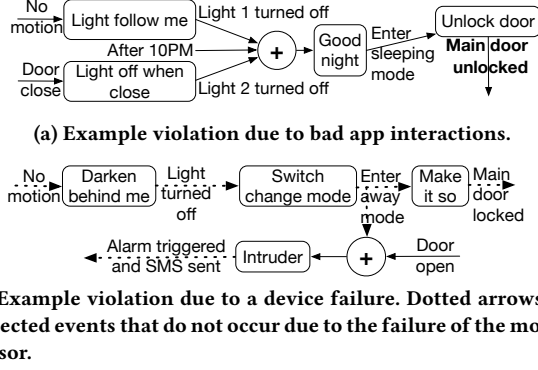 No
motion
Light follow me
Light 1 turned off
After 10PM
+
Good
night
Enter
sleeping
mode
Unlock door
Main door
unlocked
Door
close
Light off when
close
Light 2 turned off
(a) Example violation due to bad app interactions.
No
motion
Darken
behind me
Light
turned
off
Switch
change mode
Enter
away
mode
Make
it so
Main
door
locked
Alarm triggered
and SMS sent
Intruder
+
Door
open
Example violation due to a device failure. Dotted arrows
ected events that do not occur due to the failure of the mo
sor.